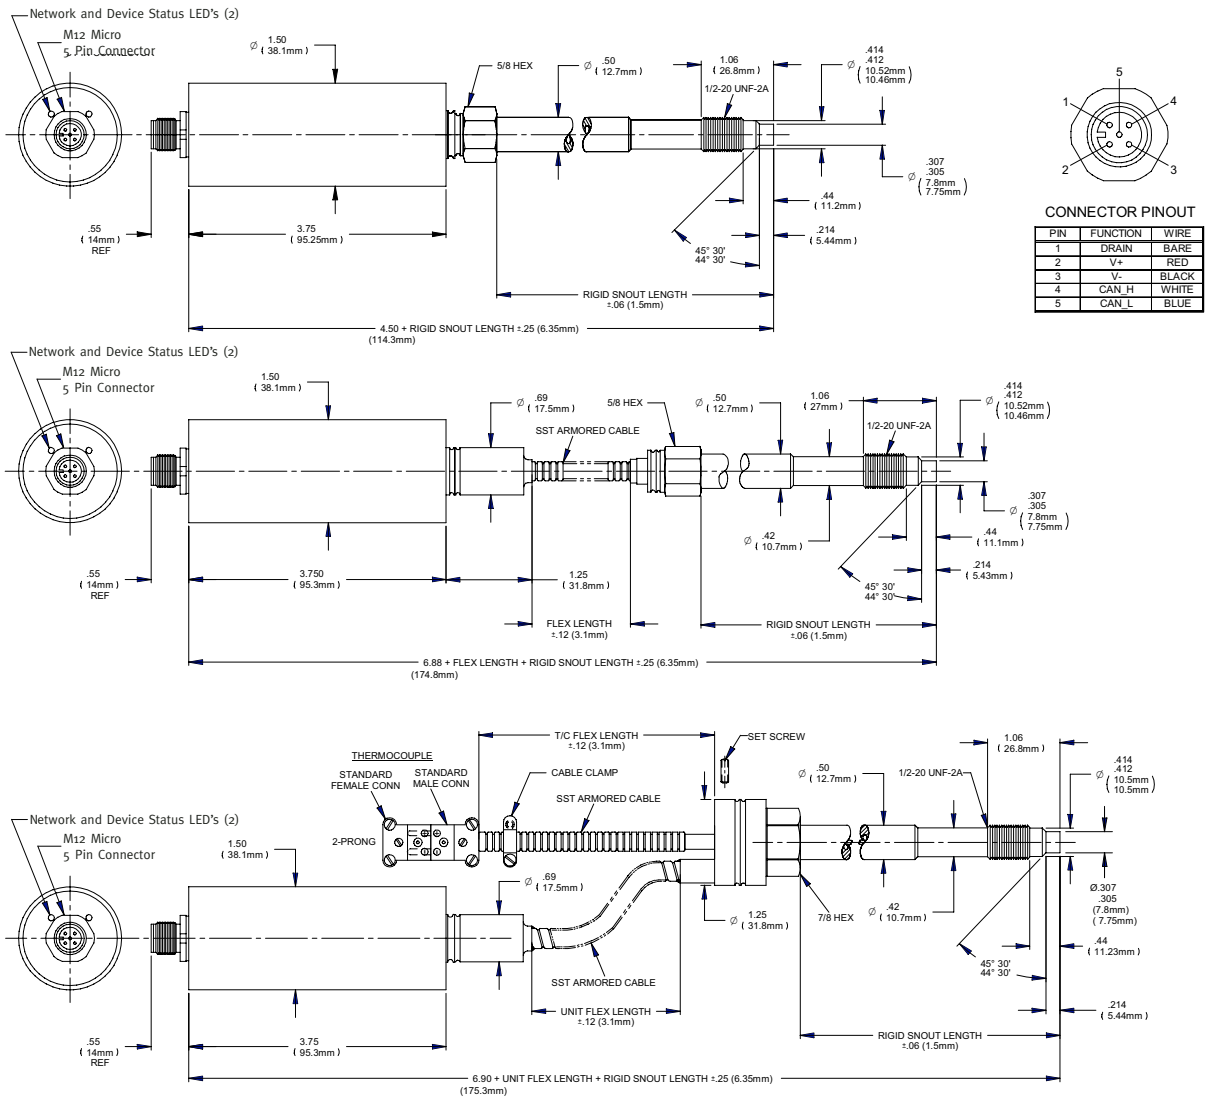 Network and Device Status LED's (2)
M12 Micro
5 Pin Connector
Ø 1.50
( 38.1mm )
5/8 HEX
Ø .50
( 12.7mm )
1.06
( 26.8mm )
1/2-20 UNF-2A
Ø .414
.412
( 10.52mm )
( 10.46mm )
Ø .307
.305
( 7.8mm )
( 7.75mm )
.44
( 11.2mm )
.214
( 5.44mm )
45° 30'
44° 30'
.55
( 14mm )
REF
3.75
( 95.25mm )
RIGID SNOUT LENGTH
±.06 (1.5mm)
4.50 + RIGID SNOUT LENGTH ±.25 (6.35mm)
(114.3mm)
5
1
4
2
3
CONNECTOR PINOUT
PIN FUNCTION WIRE
1 DRAIN BARE
2 V+ RED
3 V- BLACK
4 CAN_H WHITE
5 CAN_L BLUE
Network and Device Status LED's (2)
M12 Micro
5 Pin Connector
1.50
( 38.1mm )
Ø .69
( 17.5mm )
SST ARMORED CABLE
5/8 HEX
Ø .50
( 12.7mm )
1.06
( 27mm )
1/2-20 UNF-2A
Ø .414
.412
( 10.52mm )
( 10.46mm )
Ø .307
.305
( 7.8mm )
( 7.75mm )
Ø .42
( 10.7mm )
.44
( 11.1mm )
.214
( 5.43mm )
45° 30'
44° 30'
.55
( 14mm )
REF
3.750
( 95.3mm )
1.25
( 31.8mm )
FLEX LENGTH
±.12 (3.1mm)
RIGID SNOUT LENGTH
±.06 (1.5mm)
6.88 + FLEX LENGTH + RIGID SNOUT LENGTH ±.25 (6.35mm)
(174.8mm)
T/C FLEX LENGTH
±.12 (3.1mm)
SET SCREW
THERMOCOUPLE
STANDARD
FEMALE CONN
STANDARD
MALE CONN
CABLE CLAMP
SST ARMORED CABLE
2-PRONG
Ø .50
( 12.7mm )
1/2-20 UNF-2A
1.06
( 26.8mm )
Ø .414
.412
( 10.5mm )
( 10.5mm )
Network and Device Status LED's (2)
M12 Micro
5 Pin Connector
1.50
( 38.1mm )
Ø .69
( 17.5mm )
Ø 1.25
( 31.8mm )
7/8 HEX
Ø .42
( 10.7mm )
Ø.307
.305
(7.8mm)
( 7.75mm )
.44
( 11.23mm )
45° 30'
44° 30'
.214
( 5.44mm )
SST ARMORED CABLE
UNIT FLEX LENGTH
±.12 (3.1mm)
.55
( 14mm )
REF
3.75
( 95.3mm )
RIGID SNOUT LENGTH
±.06 (1.5mm)
6.90 + UNIT FLEX LENGTH + RIGID SNOUT LENGTH ±.25 (6.35mm)
(175.3mm)